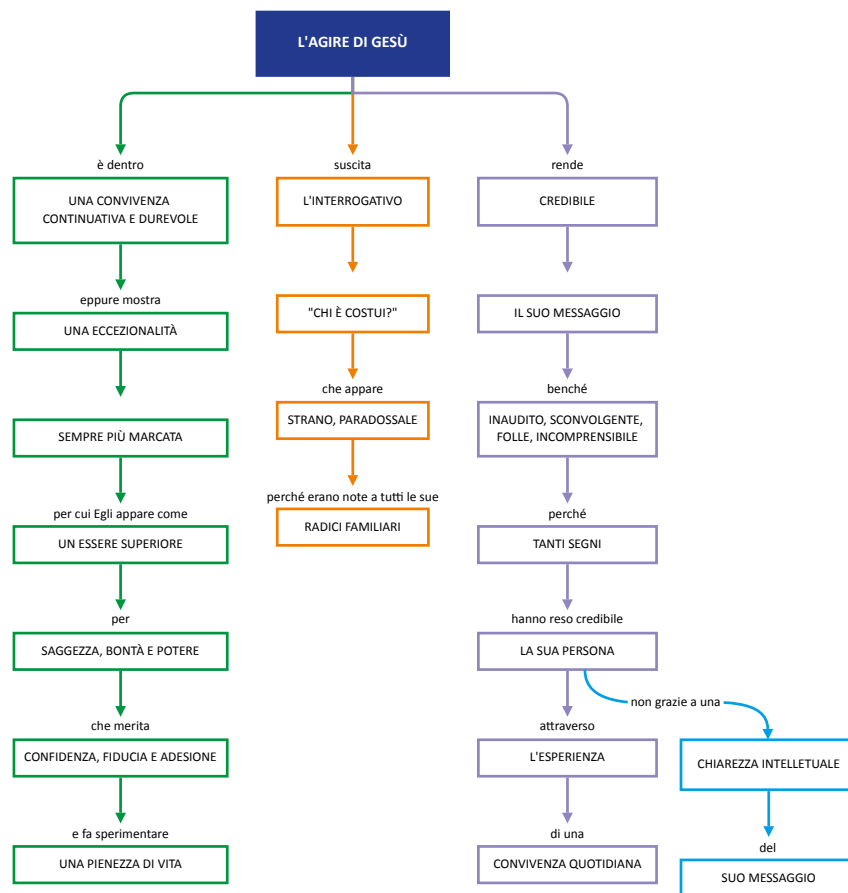 L'AGIRE DI GESÙ
è dentro
UNA CONVIVENZA
CONTINUATIVA E DUREVOLE
eppure mostra
UNA ECCEZIONALITÀ
SEMPRE PIÙ MARCATA
per cui Egli appare come
UN ESSERE SUPERIORE
per
SAGGEZZA, BONTÀ E POTERE
che merita
CONFIDENZA, FIDUCIA E ADESIONE
e fa sperimentare
UNA PIENEZZA DI VITA
suscita
L'INTERROGATIVO
"CHI È COSTUI?"
che appare
STRANO, PARADOSSALE
perché erano note a tutti le sue
RADICI FAMILIARI
rende
CREDIBILE
IL SUO MESSAGGIO
benché
INAUDITO, SCONVOLGENTE,
FOLLE, INCOMPRENSIBILE
perché
TANTI SEGNI
hanno reso credibile
LA SUA PERSONA
attraverso
L'ESPERIENZA
di una
CONVIVENZA QUOTIDIANA
non grazie a una
CHIAREZZA INTELLETUALE
del
SUO MESSAGGIO